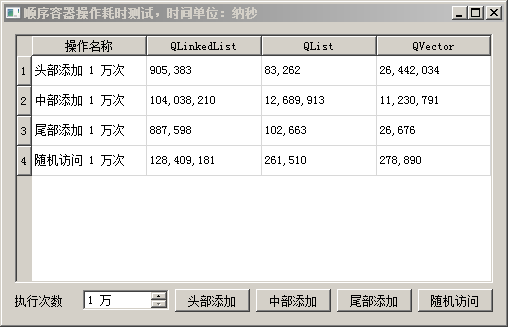 顺序容器操作耗时测试，时间单位：纳秒
操作名称 QLinkedList QList QVector
1 头部添加 1 万次 905,383 83,262 26,442,034
2 中部添加 1 万次 104,038,210 12,689,913 11,230,791
3 尾部添加 1 万次 887,598 102,663 26,676
4 随机访问 1 万次 128,409,181 261,510 278,890
执行次数 1 万 头部添加 中部添加 尾部添加 随机访问